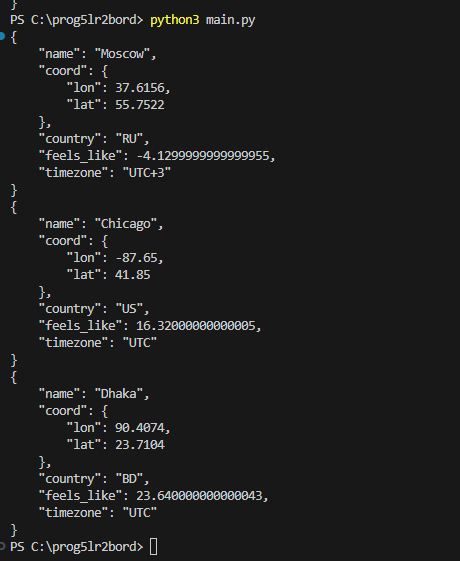 }
PS C:\prog5lr2bord> python3 main.py
{
    "name": "Moscow",
    "coord": {
        "lon": 37.6156,
        "lat": 55.7522
    },
    "country": "RU",
    "feels_like": -4.1299999999999955,
    "timezone": "UTC+3"
}
{
    "name": "Chicago",
    "coord": {
        "lon": -87.65,
        "lat": 41.85
    },
    "country": "US",
    "feels_like": 16.32000000000005,
    "timezone": "UTC"
}
{
    "name": "Dhaka",
    "coord": {
        "lon": 90.4074,
        "lat": 23.7104
    },
    "country": "BD",
    "feels_like": 23.640000000000043,
    "timezone": "UTC"
}
PS C:\prog5lr2bord>